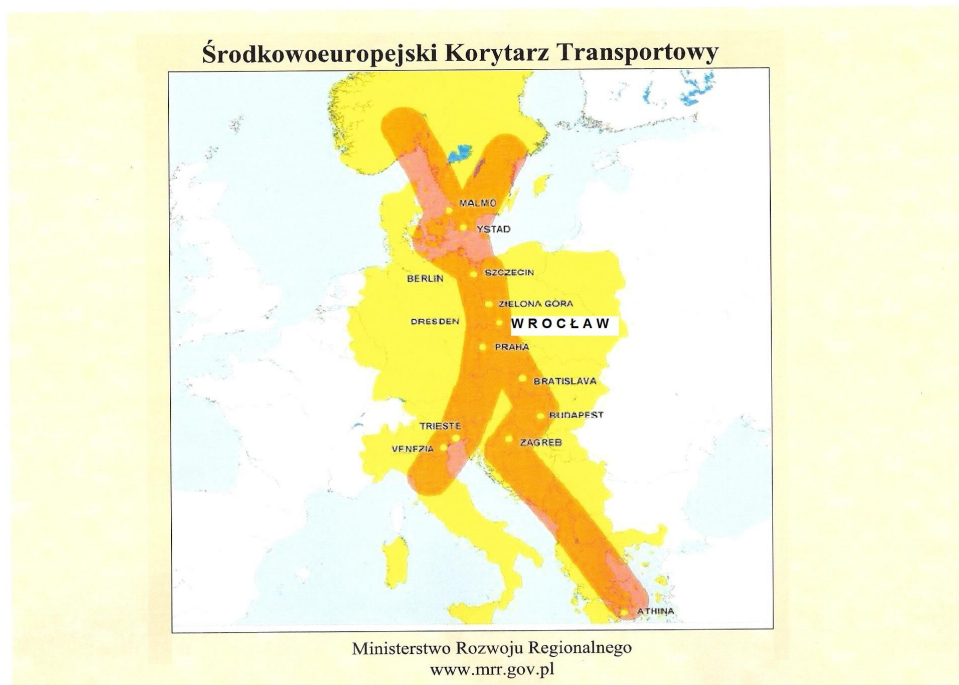 Środkowoeuropejski Korytarz Transportowy
MALMÖ
YSTAD
SZCZECIN
BERLIN
ZIELONA GÓRA
DRESDEN
WROCŁAW
PRAHA
BRATISLAVA
BUDAPEST
TRIESTE
ZAGREB
VENEZIA
ATHINA
Ministerstwo Rozwoju Regionalnego
www.mrr.gov.pl